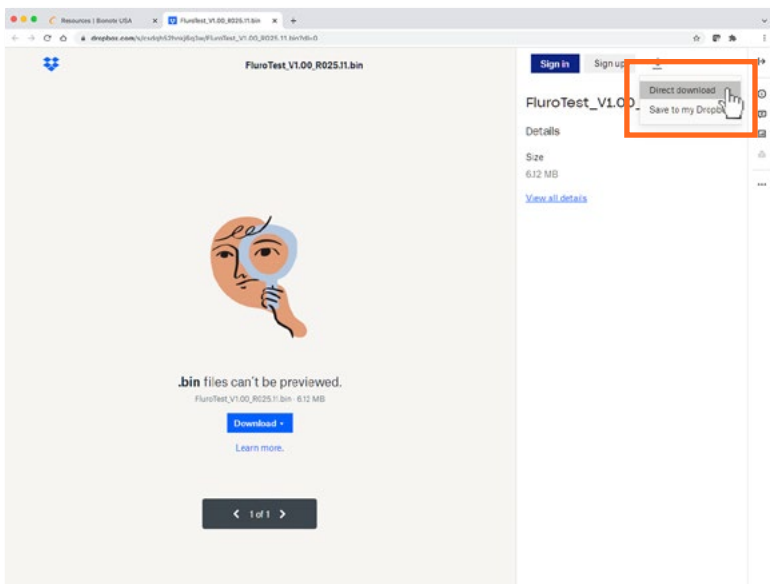 Resources | Bionote USA
FluroTest_V1.00_R025.11.bin
FluroTest_V1.00_R025.11.bin
Sign in
Sign up
Direct download
Save to my
FluroTest_V1.00_
Details
Size
6.12 MB
View all details
.bin files can't be previewed.
FluroTest_V1.00_R025.11.bin · 6.12 MB
Download
Learn more.
1 of 1